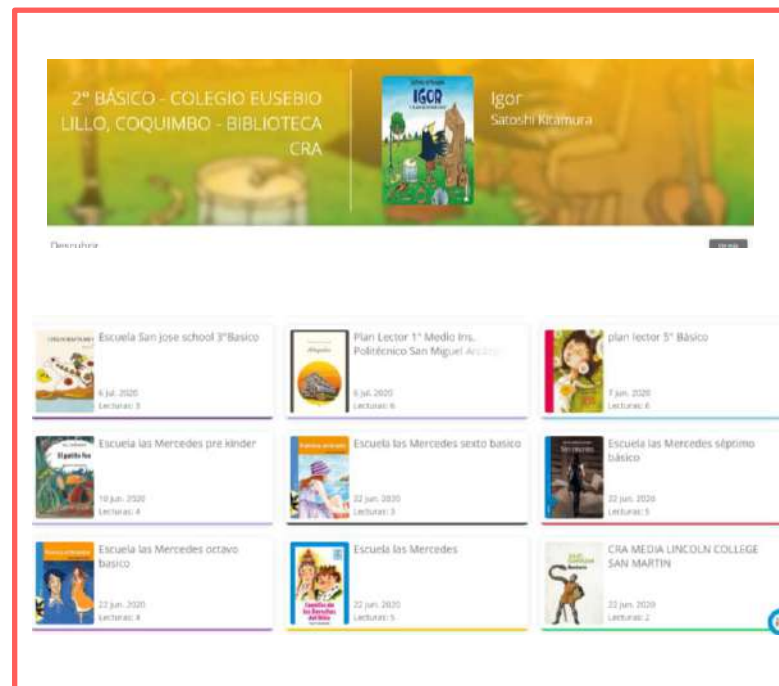 2º BÁSICO - COLEGIO EUSEBIO
LILLO, COQUIMBO - BIBLIOTECA
CRA
IGOR
Igor
Satoshi Kitamura
Descubrir
Escuela San Jose school 3ºBasico
6 jul. 2020
Lecturas: 3
Plan Lector 1º Medio Ins.
Politécnico San Miguel
6 jul. 2020
Lecturas: 6
plan lector 5º Básico
7 jun. 2020
Lecturas: 6
Escuela las Mercedes pre kinder
El patito feo
10 jun. 2020
Lecturas: 4
Escuela las Mercedes sexto basico
22 jun. 2020
Lecturas: 3
Escuela las Mercedes séptimo
básico
22 jun. 2020
Lecturas: 5
Escuela las Mercedes octavo
basico
22 jun. 2020
Lecturas: 4
Escuela las Mercedes
22 jun. 2020
Lecturas: 5
CRA MEDIA LINCOLN COLLEGE
SAN MARTIN
22 jun. 2020
Lecturas: 2